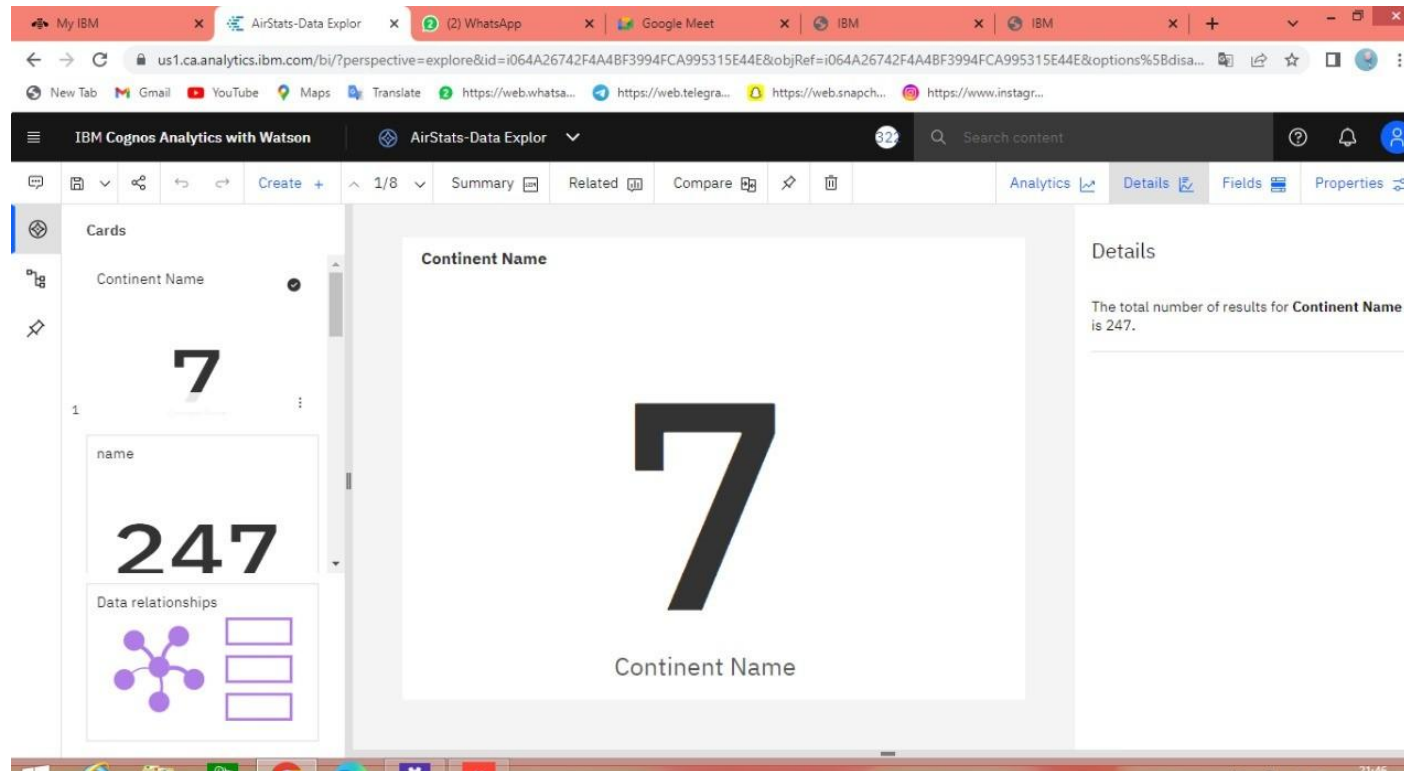 My IBM
AirStats-Data Explor
(2) WhatsApp
Google Meet
IBM
IBM
us1.ca.analytics.ibm.com/bi/?perspective=explore&id=i064A26742F4A4BF3994FCA995315E44E&objRef=i064A26742F4A4BF3994FCA995315E44E&options%5Bdisa...
New Tab
Gmail
YouTube
Maps
Translate
https://web.whatsa...
https://web.telegra...
https://web.snapch...
https://www.instagr...
IBM Cognos Analytics with Watson
AirStats-Data Explor
322
Search content
Create +
1/8
Summary
Related
Compare
Analytics
Details
Fields
Properties
Cards
Continent Name
7
1
name
247
Data relationships
Continent Name
7
Continent Name
Details
The total number of results for Continent Name
is 247.
21:46